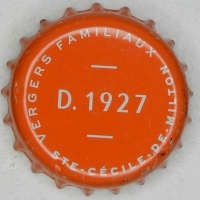 VERGERS FAMILIAUX
D. 1927
STE-CÉCILE-DE-MILTON